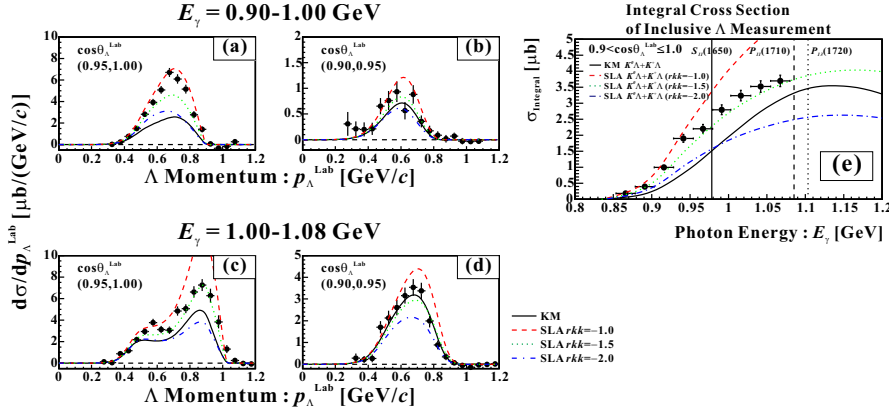 E_γ = 0.90-1.00 GeV
(a)
cosθ_Λ^Lab
(0.95,1.00)
10
8
6
4
2
0
0 0.2 0.4 0.6 0.8 1 1.2
(b)
cosθ_Λ^Lab
(0.90,0.95)
2
1.5
1
0.5
0
0 0.2 0.4 0.6 0.8 1 1.2
Λ Momentum : p_Λ^Lab [GeV/c]
E_γ = 1.00-1.08 GeV
(c)
cosθ_Λ^Lab
(0.95,1.00)
10
8
6
4
2
0
0 0.2 0.4 0.6 0.8 1 1.2
(d)
cosθ_Λ^Lab
(0.90,0.95)
5
4
3
2
1
0
0 0.2 0.4 0.6 0.8 1 1.2
Λ Momentum : p_Λ^Lab [GeV/c]
dσ/dp_Λ^Lab [μb/(GeV/c)]
Integral Cross Section
of Inclusive Λ Measurement
0.9<cosθ_Λ^Lab≤1.0
S₁₁(1650)
P₁₁(1710)
P₁₃(1720)
KM K⁰Λ+K⁺Λ
SLA K⁰Λ+K⁺Λ (rkk=−1.0)
SLA K⁰Λ+K⁺Λ (rkk=−1.5)
SLA K⁰Λ+K⁺Λ (rkk=−2.0)
(e)
σ_Integral [μb]
5
4.5
4
3.5
3
2.5
2
1.5
1
0.5
0
0.8 0.85 0.9 0.95 1 1.05 1.1 1.15 1.2
Photon Energy : E_γ [GeV]
KM
SLA rkk=−1.0
SLA rkk=−1.5
SLA rkk=−2.0